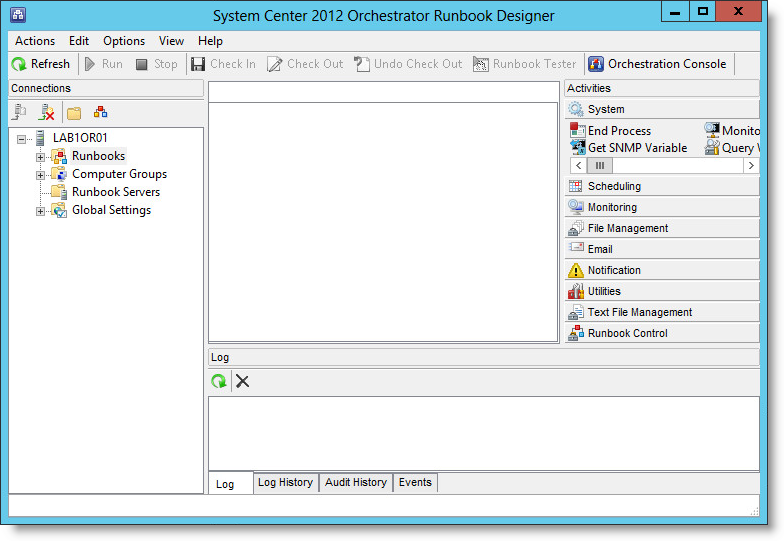 System Center 2012 Orchestrator Runbook Designer
Actions Edit Options View Help
Refresh Run Stop Check In Check Out Undo Check Out Runbook Tester Orchestration Console
Connections
LAB1OR01
Runbooks
Computer Groups
Runbook Servers
Global Settings
Activities
System
End Process Monito
Get SNMP Variable Query
Scheduling
Monitoring
File Management
Email
Notification
Utilities
Text File Management
Runbook Control
Log
Log Log History Audit History Events